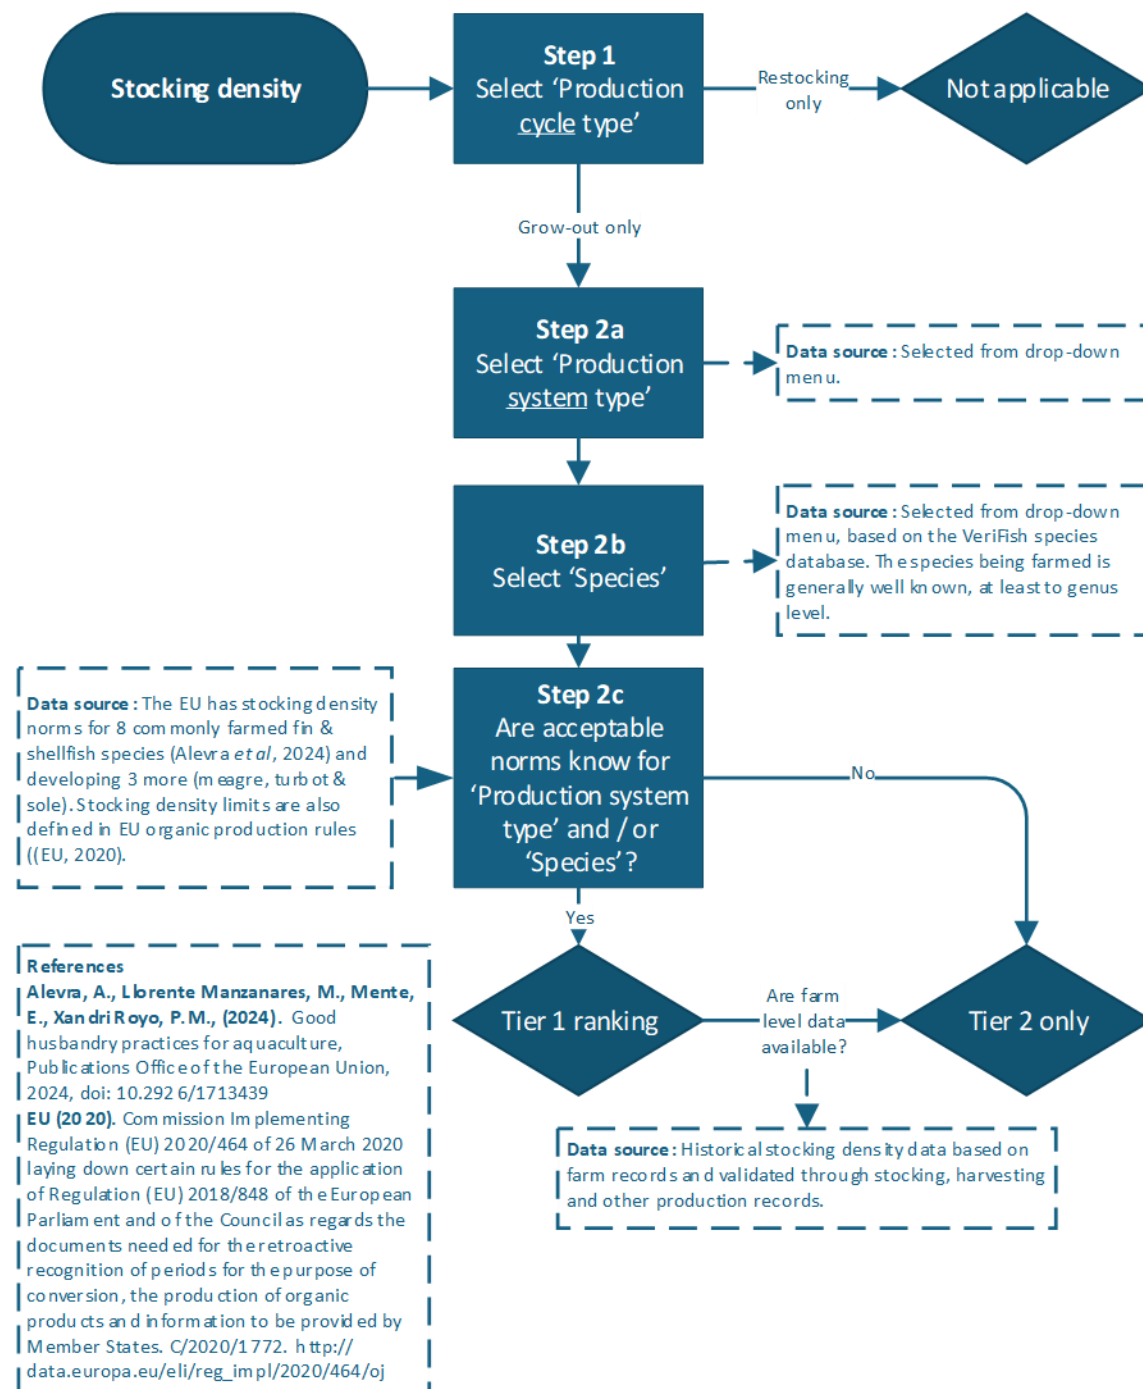 Stocking density
Step 1
Select ‘Production
cycle type’
Restocking
only
Not applicable
Grow-out only
Step 2a
Select ‘Production
system type’
Data source: Selected from drop-down
menu.
Step 2b
Select ‘Species’
Data source: Selected from drop-down
menu, based on the VeriFish species
database. The species being farmed is
generally well known, at least to genus
level.
Data source: The EU has stocking density
norms for 8 commonly farmed fin &
shellfish species (Alevra et al, 2024) and
developing 3 more (meagre, turbot &
sole). Stocking density limits are also
defined in EU organic production rules
((EU, 2020).
Step 2c
Are acceptable
norms know for
‘Production system
type’ and / or
‘Species’?
No
Yes
Tier 1 ranking
Are farm
level data
available?
Tier 2 only
Data source: Historical stocking density data based on
farm records and validated through stocking, harvesting
and other production records.
References
Alevra, A., Llorente Manzanares, M., Mente,
E., Xandri Royo, P.M., (2024). Good
husbandry practices for aquaculture,
Publications Office of the European Union,
2024, doi: 10.2926/1713439
EU (2020). Commission Implementing
Regulation (EU) 2020/464 of 26 March 2020
laying down certain rules for the application
of Regulation (EU) 2018/848 of the European
Parliament and of the Council as regards the
documents needed for the retroactive
recognition of periods for the purpose of
conversion, the production of organic
products and information to be provided by
Member States. C/2020/1772. http://
data.europa.eu/eli/reg_impl/2020/464/oj